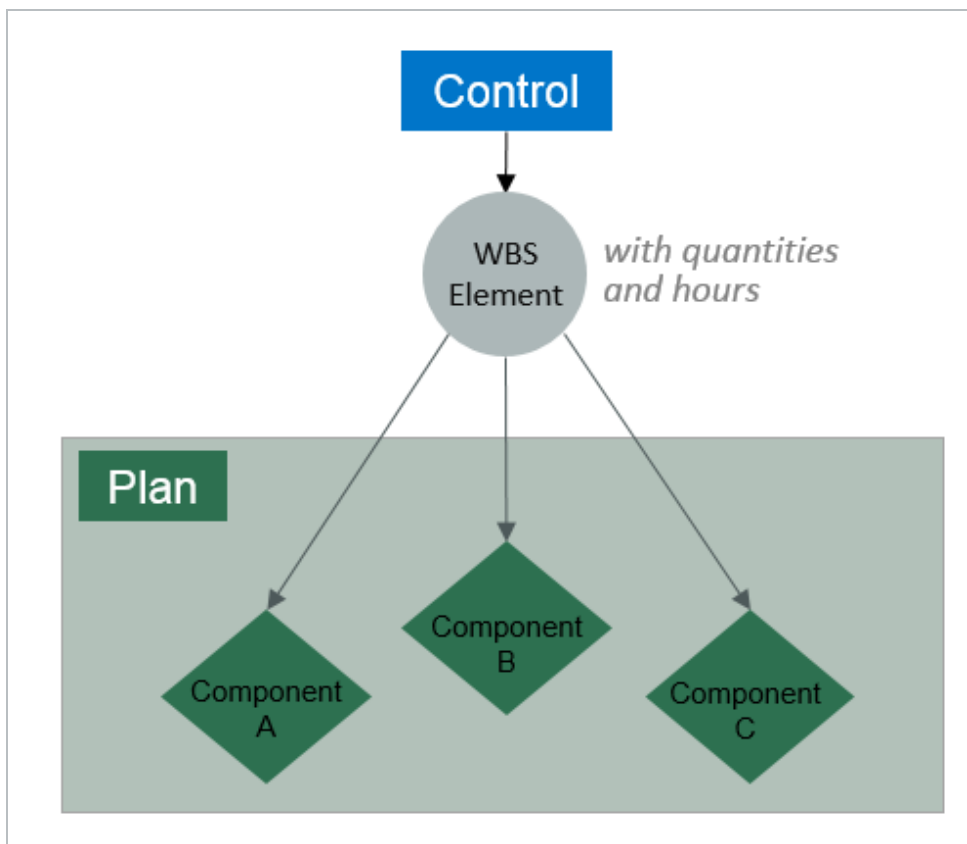 Control
WBS
Element
with quantities
and hours
Plan
Component
A
Component
B
Component
C